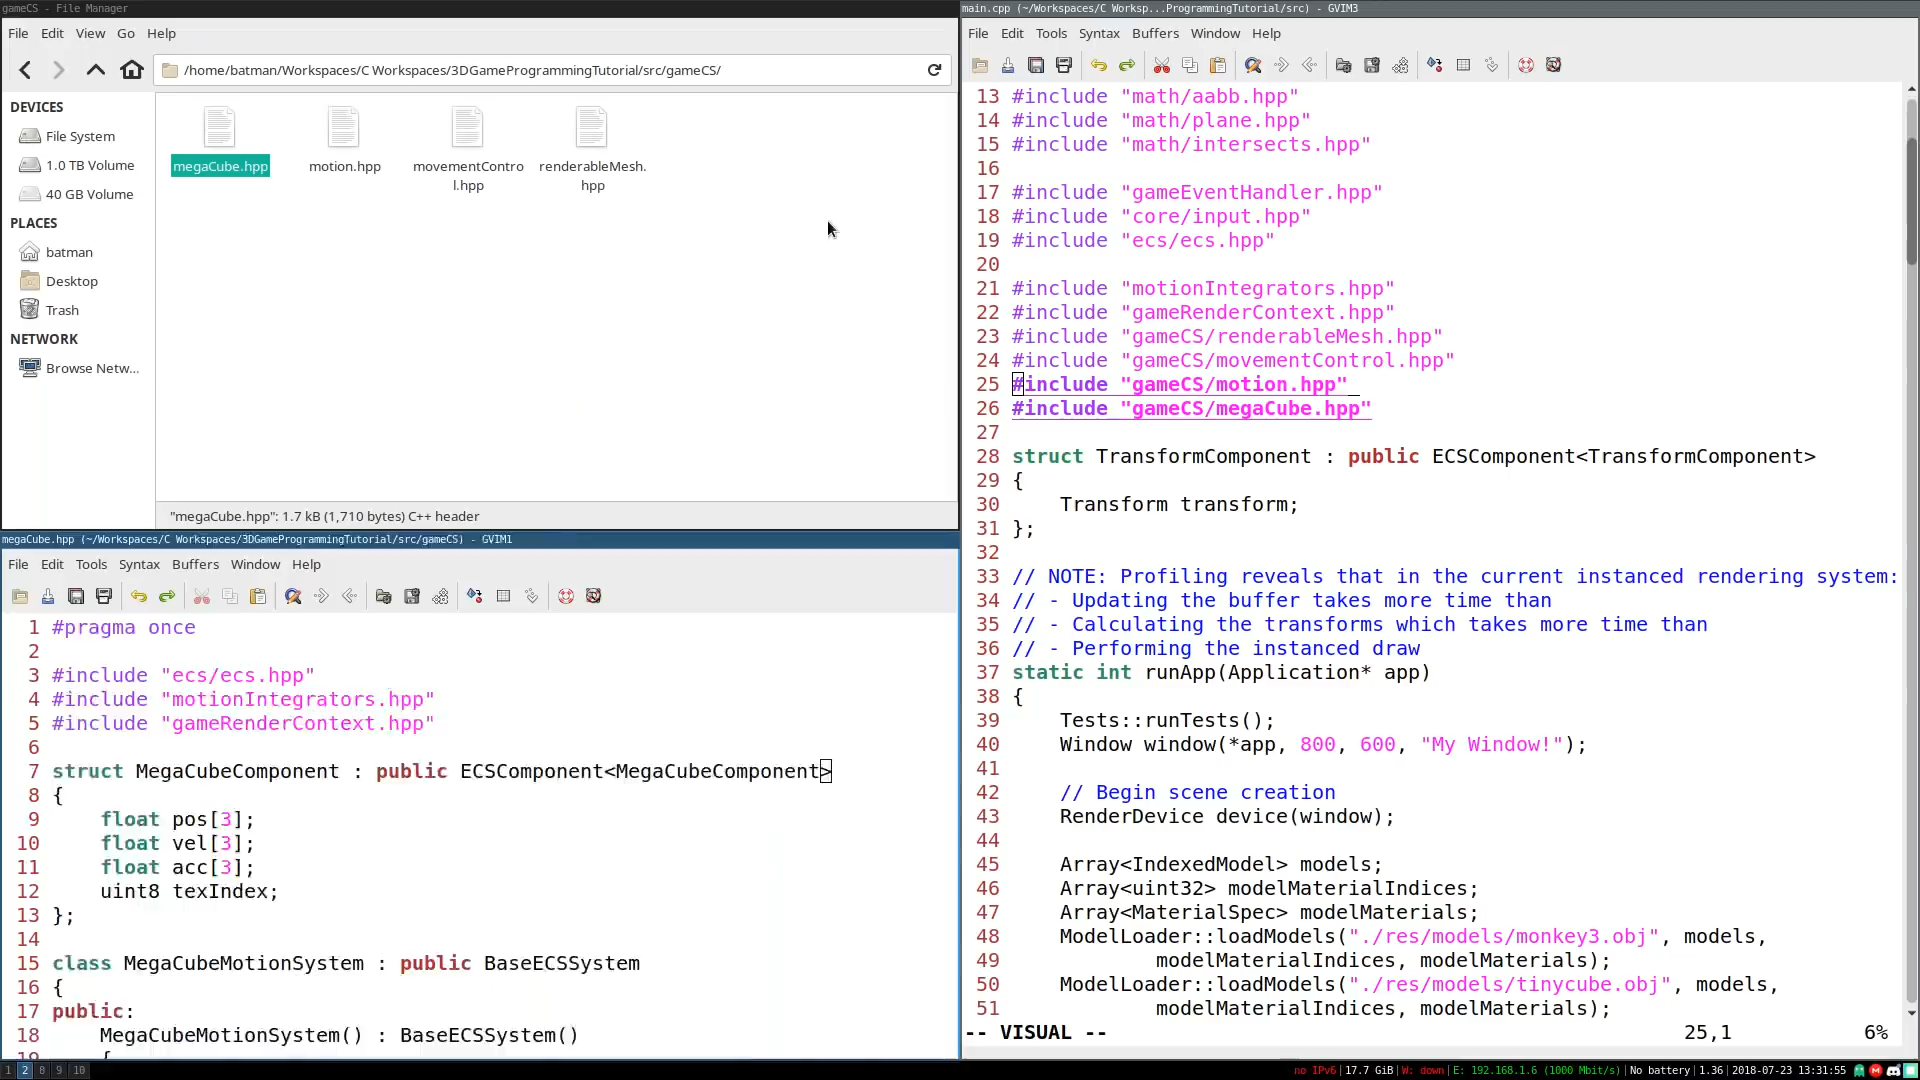 gameCS - File Manager
File Edit View Go Help
/home/batman/Workspaces/C Workspaces/3DGameProgrammingTutorial/src/gameCS/
DEVICES
File System
1.0 TB Volume
40 GB Volume
PLACES
batman
Desktop
Trash
NETWORK
Browse Netw...
megaCube.hpp
motion.hpp
movementContro
l.hpp
renderableMesh.
hpp
"megaCube.hpp": 1.7 kB (1,710 bytes) C++ header
megaCube.hpp (~/Workspaces/C Workspaces/3DGameProgrammingTutorial/src/gameCS) - GVIM1
File Edit Tools Syntax Buffers Window Help
1 #pragma once
2
3 #include "ecs/ecs.hpp"
4 #include "motionIntegrators.hpp"
5 #include "gameRenderContext.hpp"
6
7 struct MegaCubeComponent : public ECSComponent<MegaCubeComponent>
8 {
9     float pos[3];
10     float vel[3];
11     float acc[3];
12     uint8 texIndex;
13 };
14
15 class MegaCubeMotionSystem : public BaseECSSystem
16 {
17 public:
18     MegaCubeMotionSystem() : BaseECSSystem()
19     {
main.cpp (~/Workspaces/C Worksp...ProgrammingTutorial/src) - GVIM3
File Edit Tools Syntax Buffers Window Help
13 #include "math/aabb.hpp"
14 #include "math/plane.hpp"
15 #include "math/intersects.hpp"
16
17 #include "gameEventHandler.hpp"
18 #include "core/input.hpp"
19 #include "ecs/ecs.hpp"
20
21 #include "motionIntegrators.hpp"
22 #include "gameRenderContext.hpp"
23 #include "gameCS/renderableMesh.hpp"
24 #include "gameCS/movementControl.hpp"
25 #include "gameCS/motion.hpp"
26 #include "gameCS/megaCube.hpp"
27
28 struct TransformComponent : public ECSComponent<TransformComponent>
29 {
30     Transform transform;
31 };
32
33 // NOTE: Profiling reveals that in the current instanced rendering system:
34 // - Updating the buffer takes more time than
35 // - Calculating the transforms which takes more time than
36 // - Performing the instanced draw
37 static int runApp(Application* app)
38 {
39     Tests::runTests();
40     Window window(*app, 800, 600, "My Window!");
41
42     // Begin scene creation
43     RenderDevice device(window);
44
45     Array<IndexedModel> models;
46     Array<uint32> modelMaterialIndices;
47     Array<MaterialSpec> modelMaterials;
48     ModelLoader::loadModels("./res/models/monkey3.obj", models,
49             modelMaterialIndices, modelMaterials);
50     ModelLoader::loadModels("./res/models/tinycube.obj", models,
51             modelMaterialIndices, modelMaterials);
-- VISUAL -- 25,1 6%
1 2 8 9 10 no IPv6|17.7 GiB|W: down|E: 192.168.1.6 (1000 Mbit/s)|No battery|1.36|2018-07-23 13:31:55